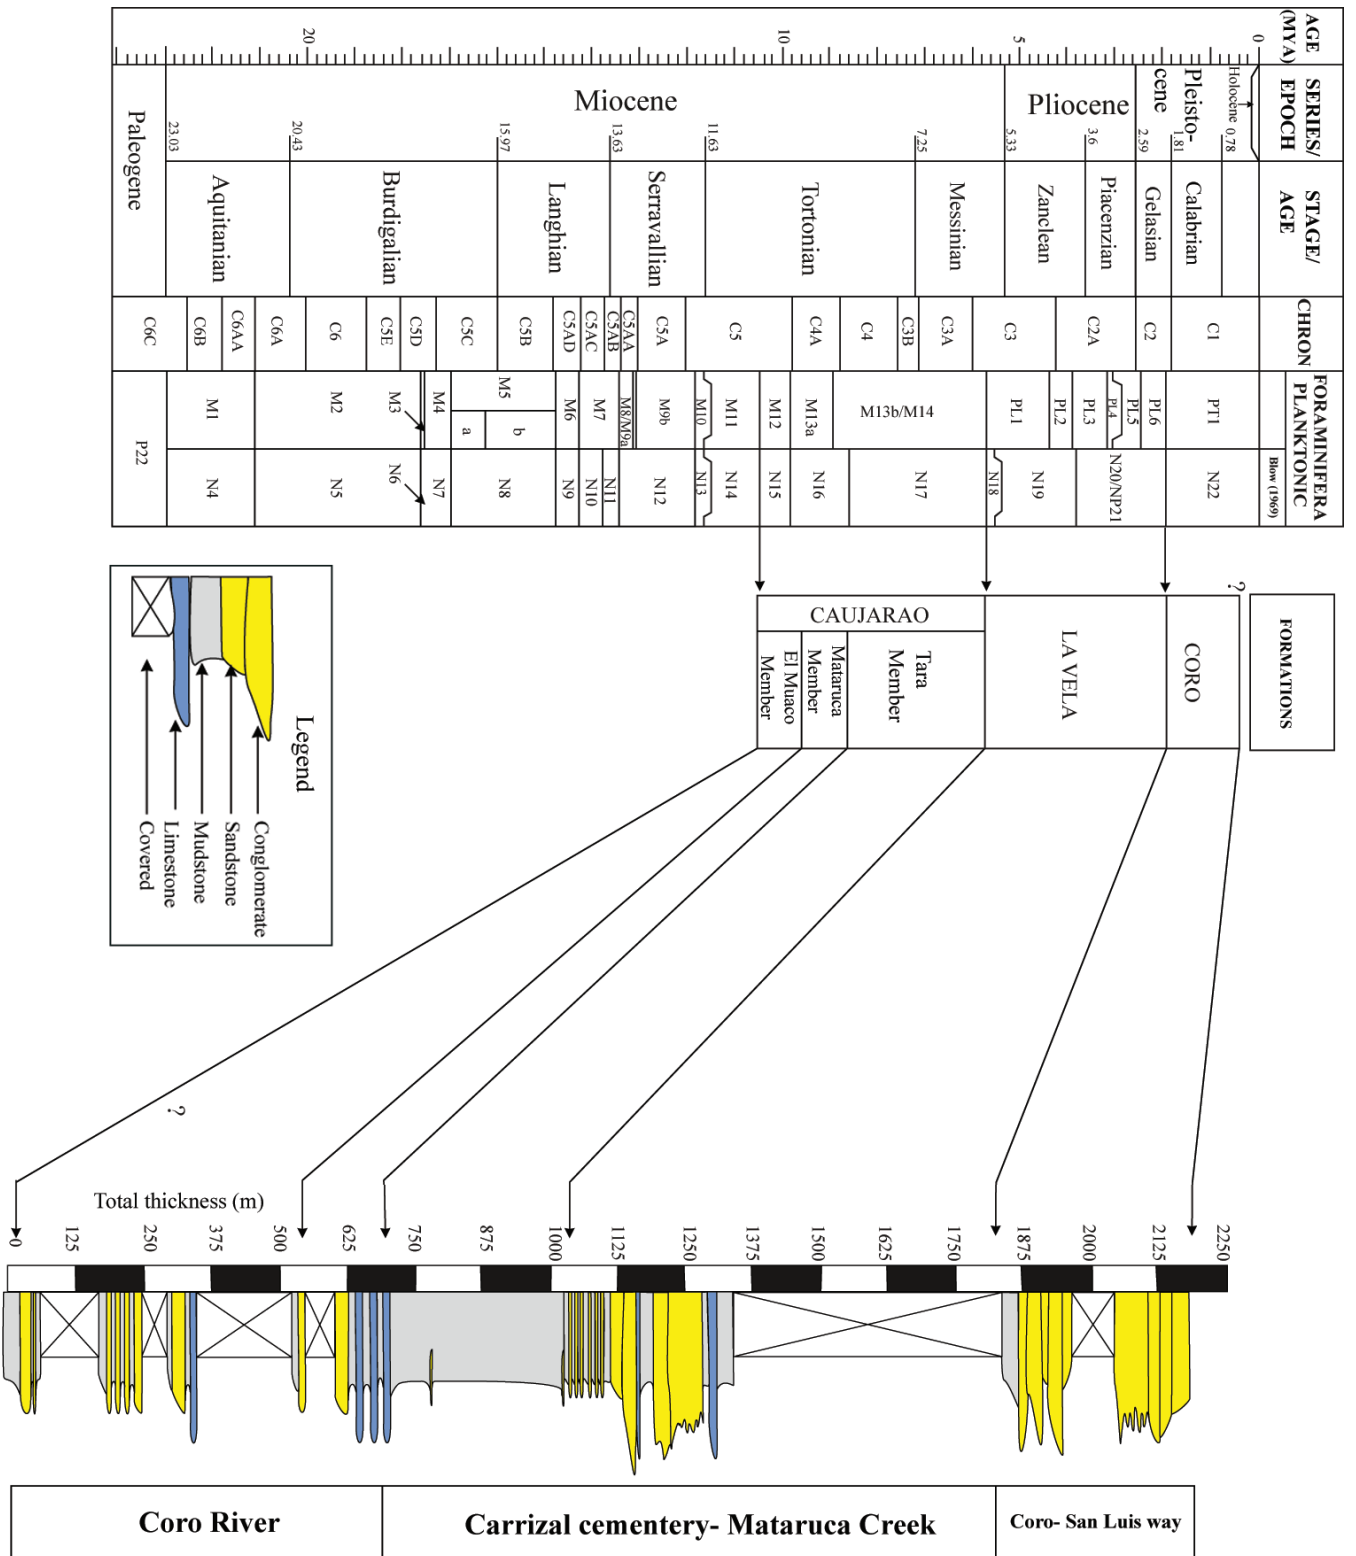 AGE
(MYA)
0
5
10
20
SERIES/
EPOCH
Holocene
0.78
Pleisto-
cene
1.81
2.59
Pliocene
3.6
5.33
Miocene
7.25
11.63
13.63
15.97
20.43
23.03
Paleogene
STAGE/
AGE
Calabrian
Gelasian
Piacenzian
Zanclean
Messinian
Tortonian
Serravallian
Langhian
Burdigalian
Aquitanian
CHRON
C1
C2
C2A
C3
C3A
C3B
C4
C4A
C5
C5A
C5AA
C5AB
C5AC
C5AD
C5B
C5C
C5D
C5E
C6
C6A
C6AA
C6B
C6C
PLANKTONIC
FORAMINIFERA
PT1
PL6
PL5
PL4
PL3
PL2
PL1
M13b/M14
M13a
M12
M11
M10
M9b
M8/M9a
M7
M6
M5
b
a
M4
M3
M2
M1
Blow (1969)
N22
N20/NP21
N19
N18
N17
N16
N15
N14
N13
N12
N11
N10
N9
N8
N7
N6
N5
N4
P22
FORMATIONS
?
CORO
LA VELA
CAUJARAO
Tara
Member
Mataruca
Member
El Muaco
Member
Legend
Conglomerate
Sandstone
Mudstone
Limestone
Covered
?
Total thickness (m)
0
125
250
375
500
625
750
875
1000
1125
1250
1375
1500
1625
1750
1875
2000
2125
2250
Coro River
Carrizal cementery- Mataruca Creek
Coro- San Luis way